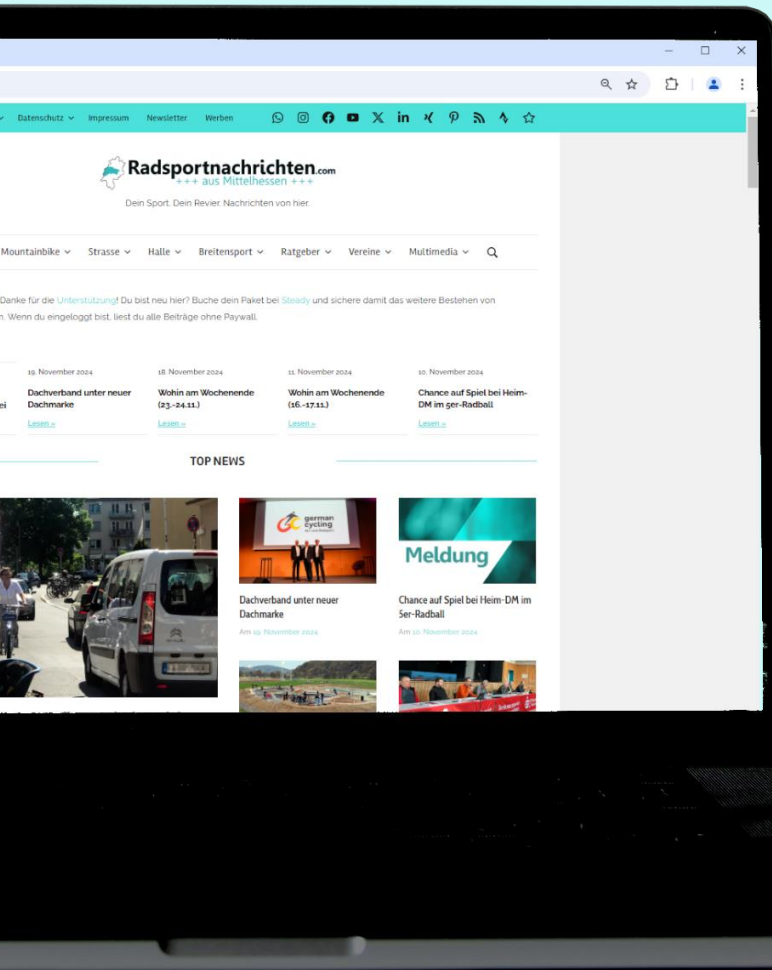 Datenschutz Impressum Newsletter Werben
Radsportnachrichten.com
+++ aus Mittelhessen +++
Dein Sport. Dein Revier. Nachrichten von hier.
Mountainbike Strasse Halle Breitensport Ratgeber Vereine Multimedia
Danke für die Unterstützung! Du bist neu hier? Buche dein Paket bei Steady und sichere damit das weitere Bestehen von
n. Wenn du eingeloggt bist, liest du alle Beiträge ohne Paywall.
19. November 2024
Dachverband unter neuer
Dachmarke
Lesen »
18. November 2024
Wohin am Wochenende
(23.-24.11.)
Lesen »
11. November 2024
Wohin am Wochenende
(16.-17.11.)
Lesen »
10. November 2024
Chance auf Spiel bei Heim-
DM im 5er-Radball
Lesen »
ei
TOP NEWS
german
cycling
Meldung
Dachverband unter neuer
Dachmarke
Am 19. November 2024
Chance auf Spiel bei Heim-DM im
5er-Radball
Am 10. November 2024